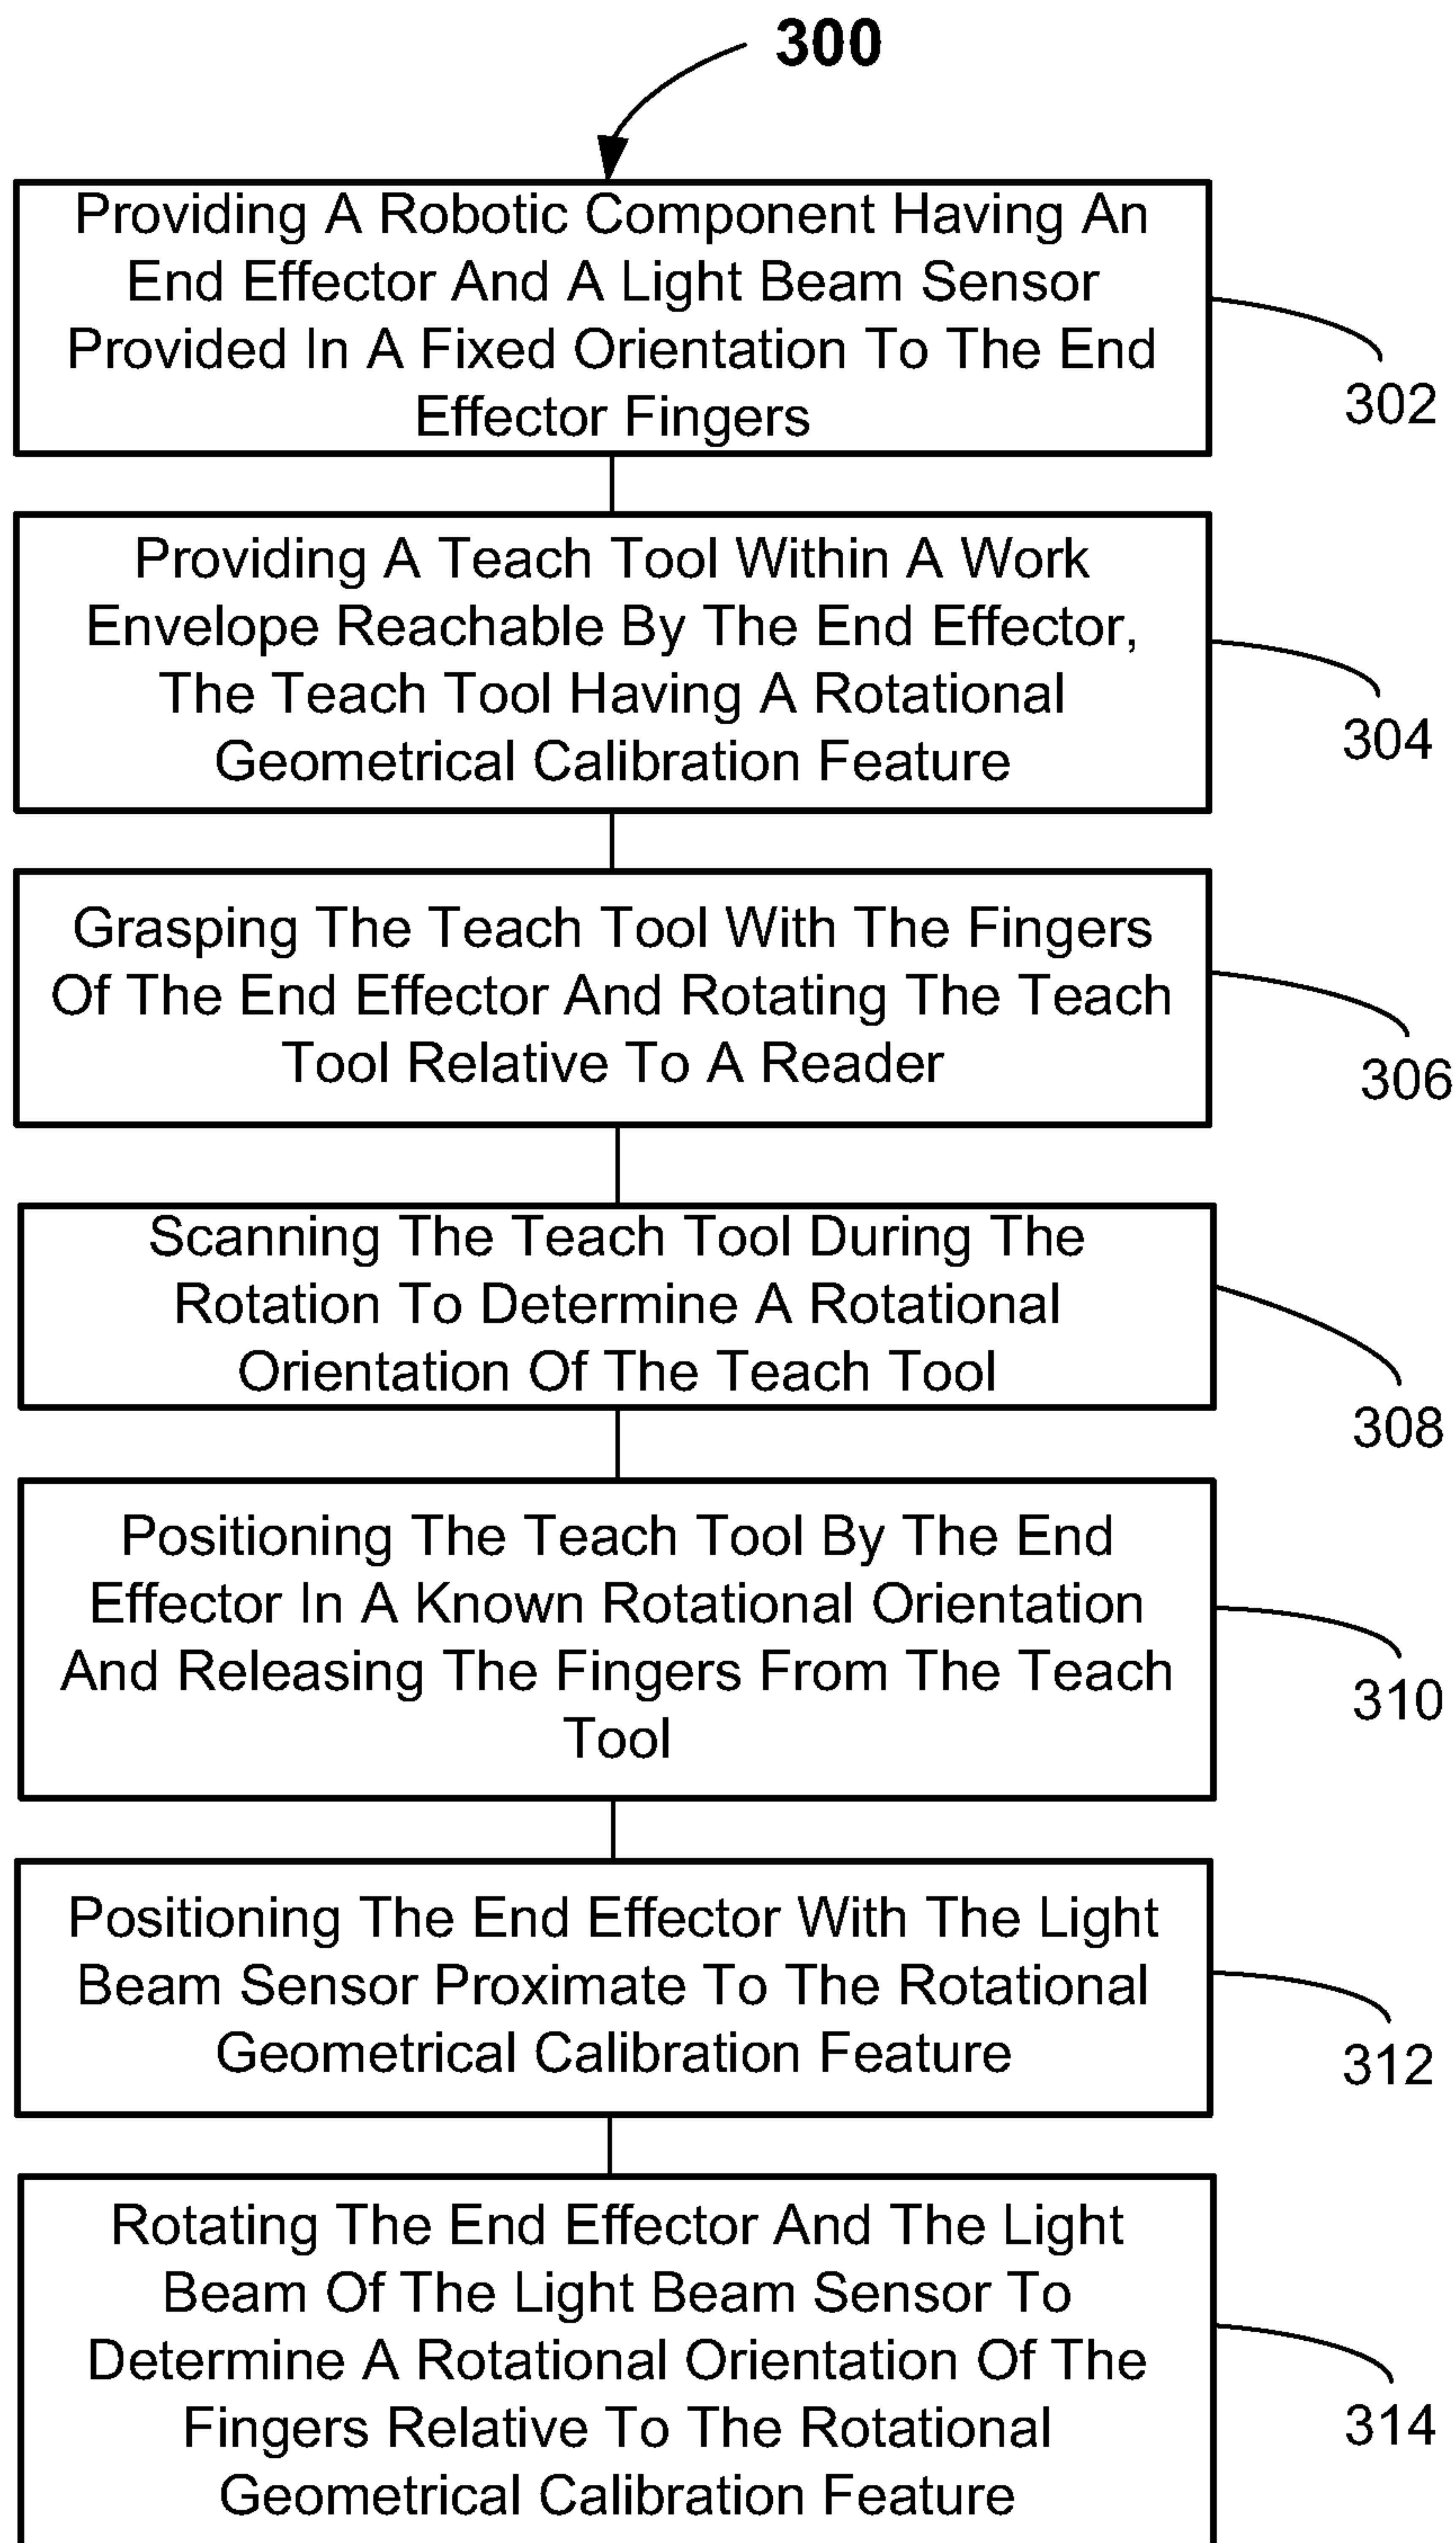 300
Providing A Robotic Component Having An
End Effector And A Light Beam Sensor
Provided In A Fixed Orientation To The End
Effector Fingers
302
Providing A Teach Tool Within A Work
Envelope Reachable By The End Effector,
The Teach Tool Having A Rotational
Geometrical Calibration Feature
304
Grasping The Teach Tool With The Fingers
Of The End Effector And Rotating The Teach
Tool Relative To A Reader
306
Scanning The Teach Tool During The
Rotation To Determine A Rotational
Orientation Of The Teach Tool
308
Positioning The Teach Tool By The End
Effector In A Known Rotational Orientation
And Releasing The Fingers From The Teach
Tool
310
Positioning The End Effector With The Light
Beam Sensor Proximate To The Rotational
Geometrical Calibration Feature
312
Rotating The End Effector And The Light
Beam Of The Light Beam Sensor To
Determine A Rotational Orientation Of The
Fingers Relative To The Rotational
Geometrical Calibration Feature
314